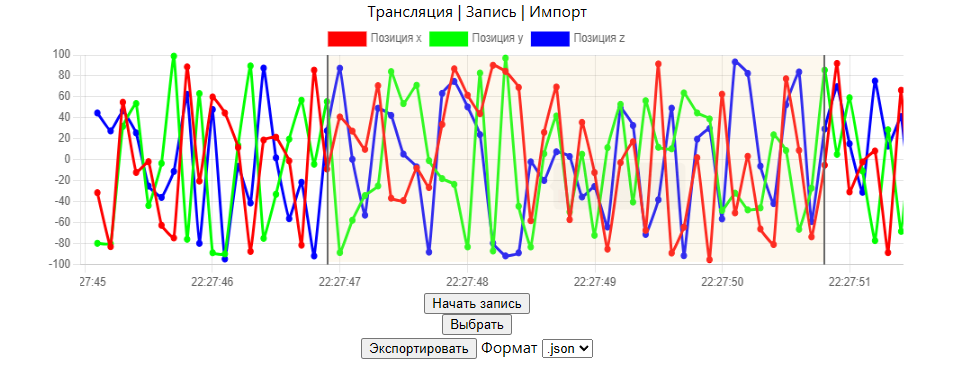 Трансляция | Запись | Импорт
Позиция x Позиция y Позиция z
100
80
60
40
20
0
-20
-40
-60
-80
-100
27:45 22:27:46 22:27:47 22:27:48 22:27:49 22:27:50 22:27:51
Начать запись
Выбрать
Экспортировать Формат .json